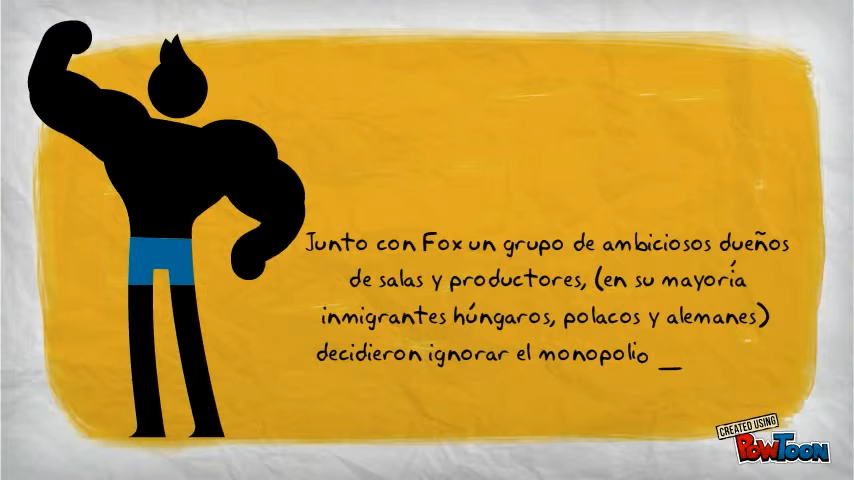 Junto con Fox un grupo de ambiciosos dueños
de salas y productores, (en su mayoría
inmigrantes húngaros, polacos y alemanes)
decidieron ignorar el monopolio _
CREATED USING
POWTOON